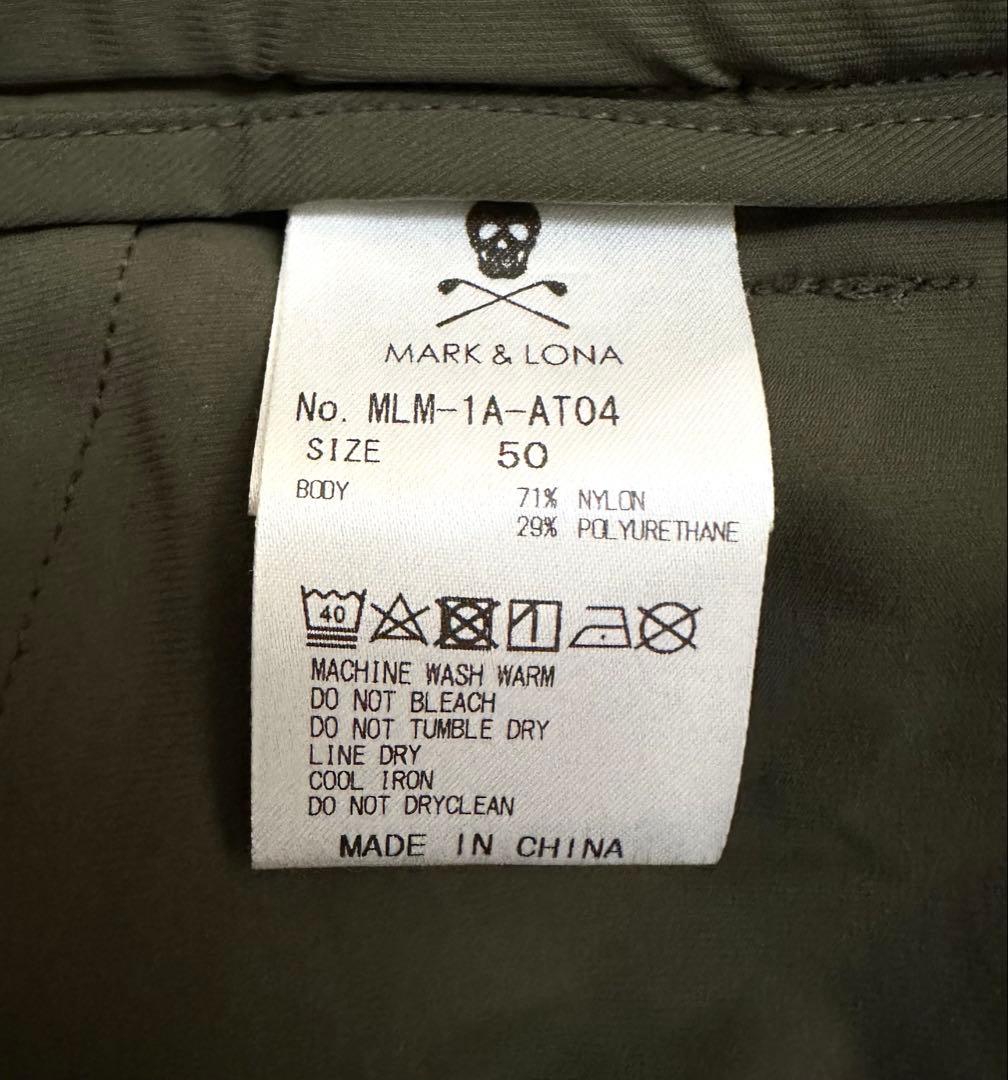 MARK & LONA
No. MLM-1A-AT04
SIZE 50
BODY 71% NYLON
29% POLYURETHANE
40
MACHINE WASH WARM
DO NOT BLEACH
DO NOT TUMBLE DRY
LINE DRY
COOL IRON
DO NOT DRYCLEAN
MADE IN CHINA